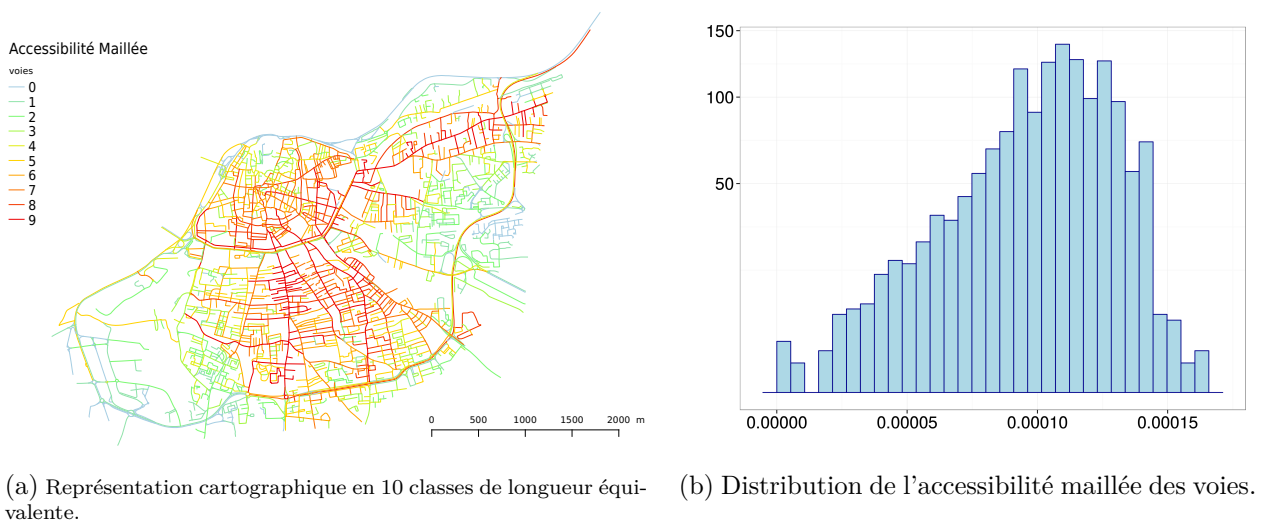 Accessibilité Maillée
voies
0
1
2
3
4
5
6
7
8
9
0 500 1000 1500 2000 m
(a) Représentation cartographique en 10 classes de longueur équi-
valente.
150
100
50
0.00000 0.00005 0.00010 0.00015
(b) Distribution de l'accessibilité maillée des voies.